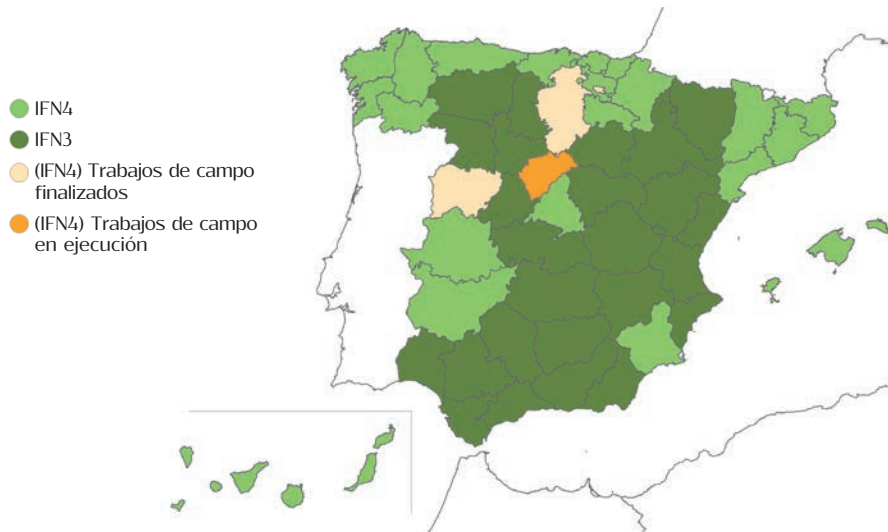 IFN4
IFN3
(IFN4) Trabajos de campo
finalizados
(IFN4) Trabajos de campo
en ejecución